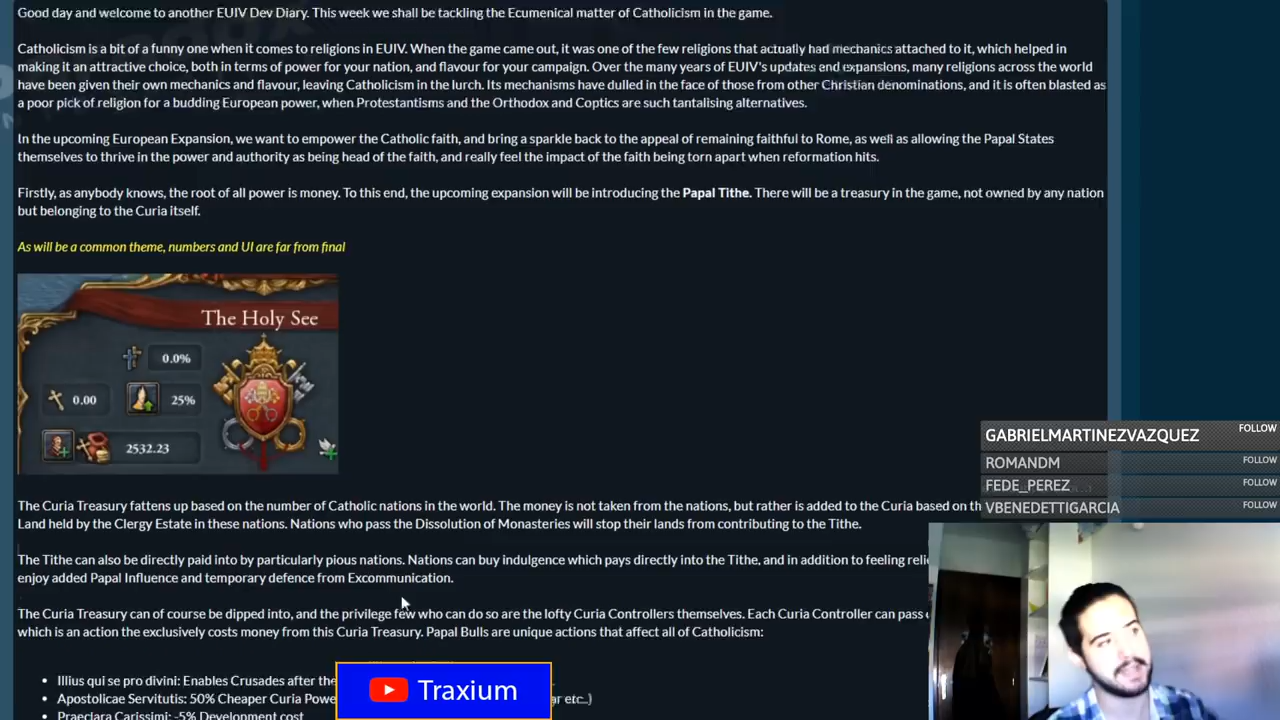 Good day and welcome to another EUIV Dev Diary. This week we shall be tackling the Ecumenical matter of Catholicism in the game.
Catholicism is a bit of a funny one when it comes to religions in EUIV. When the game came out, it was one of the few religions that actually had mechanics attached to it, which helped in
making it an attractive choice, both in terms of power for your nation, and flavour for your campaign. Over the many years of EUIV's updates and expansions, many religions across the world
have been given their own mechanics and flavour, leaving Catholicism in the lurch. Its mechanisms have dulled in the face of those from other Christian denominations, and it is often blasted as
a poor pick of religion for a budding European power, when Protestantisms and the Orthodox and Coptics are such tantalising alternatives.
In the upcoming European Expansion, we want to empower the Catholic faith, and bring a sparkle back to the appeal of remaining faithful to Rome, as well as allowing the Papal States
themselves to thrive in the power and authority as being head of the faith, and really feel the impact of the faith being torn apart when reformation hits.
Firstly, as anybody knows, the root of all power is money. To this end, the upcoming expansion will be introducing the Papal Tithe. There will be a treasury in the game, not owned by any nation
but belonging to the Curia itself.
As will be a common theme, numbers and UI are far from final
The Holy See
0.0%
0.00
25%
2532.23
GABRIELMARTINEZVAZQUEZ FOLLOW
ROMANDM FOLLOW
FEDE_PEREZ FOLLOW
VBENEDETTIGARCIA FOLLOW
The Curia Treasury fattens up based on the number of Catholic nations in the world. The money is not taken from the nations, but rather is added to the Curia based on th
Land held by the Clergy Estate in these nations. Nations who pass the Dissolution of Monasteries will stop their lands from contributing to the Tithe.
The Tithe can also be directly paid into by particularly pious nations. Nations can buy indulgence which pays directly into the Tithe, and in addition to feeling reli
enjoy added Papal Influence and temporary defence from Excommunication.
The Curia Treasury can of course be dipped into, and the privilege few who can do so are the lofty Curia Controllers themselves. Each Curia Controller can pass
which is an action the exclusively costs money from this Curia Treasury. Papal Bulls are unique actions that affect all of Catholicism:
• Illius qui se pro divini: Enables Crusades after the
• Apostolicae Servitutis: 50% Cheaper Curia Powe ar etc..)
• Praeclara Carissimi: -5% Development cost
Traxium